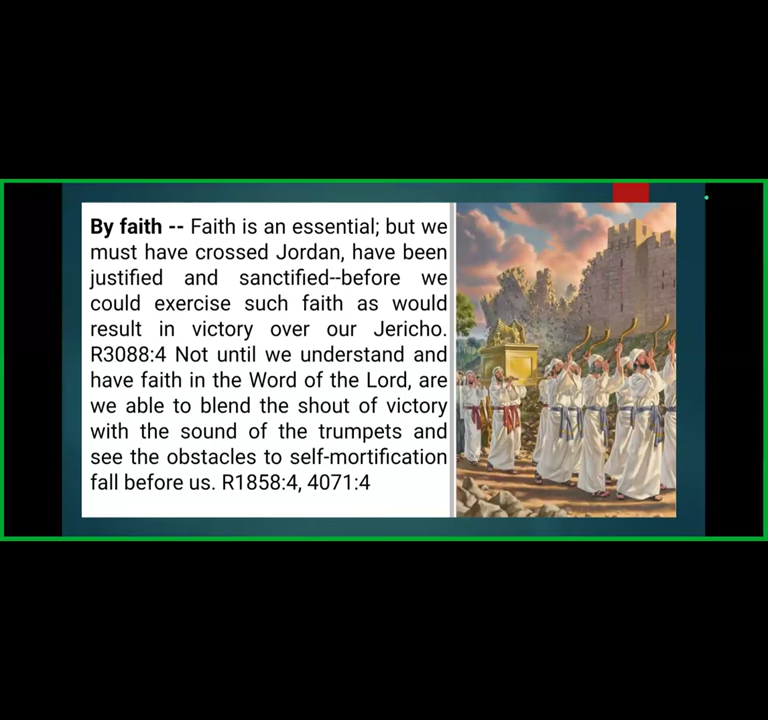 By faith -- Faith is an essential; but we
must have crossed Jordan, have been
justified and sanctified--before we
could exercise such faith as would
result in victory over our Jericho.
R3088:4 Not until we understand and
have faith in the Word of the Lord, are
we able to blend the shout of victory
with the sound of the trumpets and
see the obstacles to self-mortification
fall before us. R1858:4, 4071:4